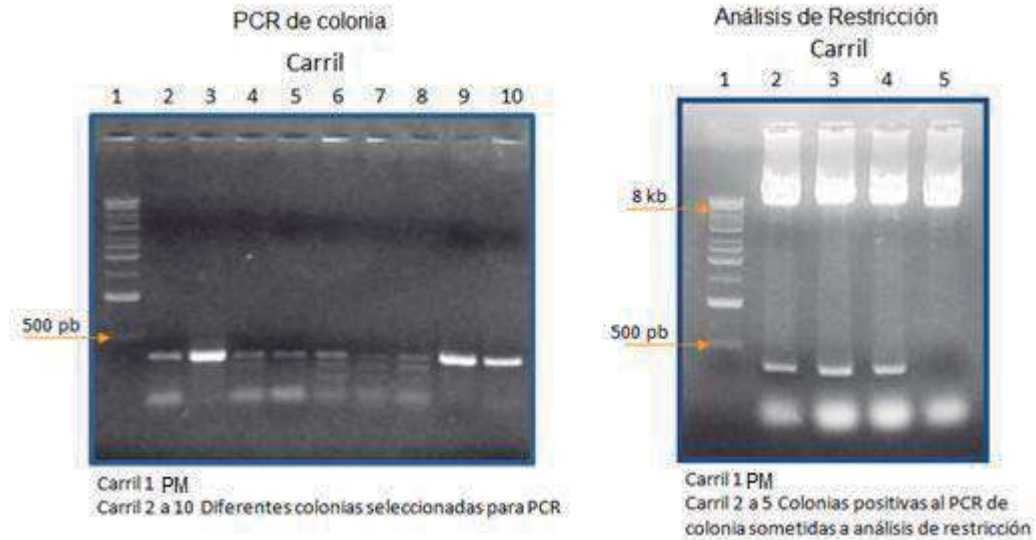 PCR de colonia
Carril
1 2 3 4 5 6 7 8 9 10
500 pb
Carril 1 PM
Carril 2 a 10 Diferentes colonias seleccionadas para PCR
Análisis de Restricción
Carril
1 2 3 4 5
8 kb
500 pb
Carril 1 PM
Carril 2 a 5 Colonias positivas al PCR de
colonia sometidas a análisis de restricción